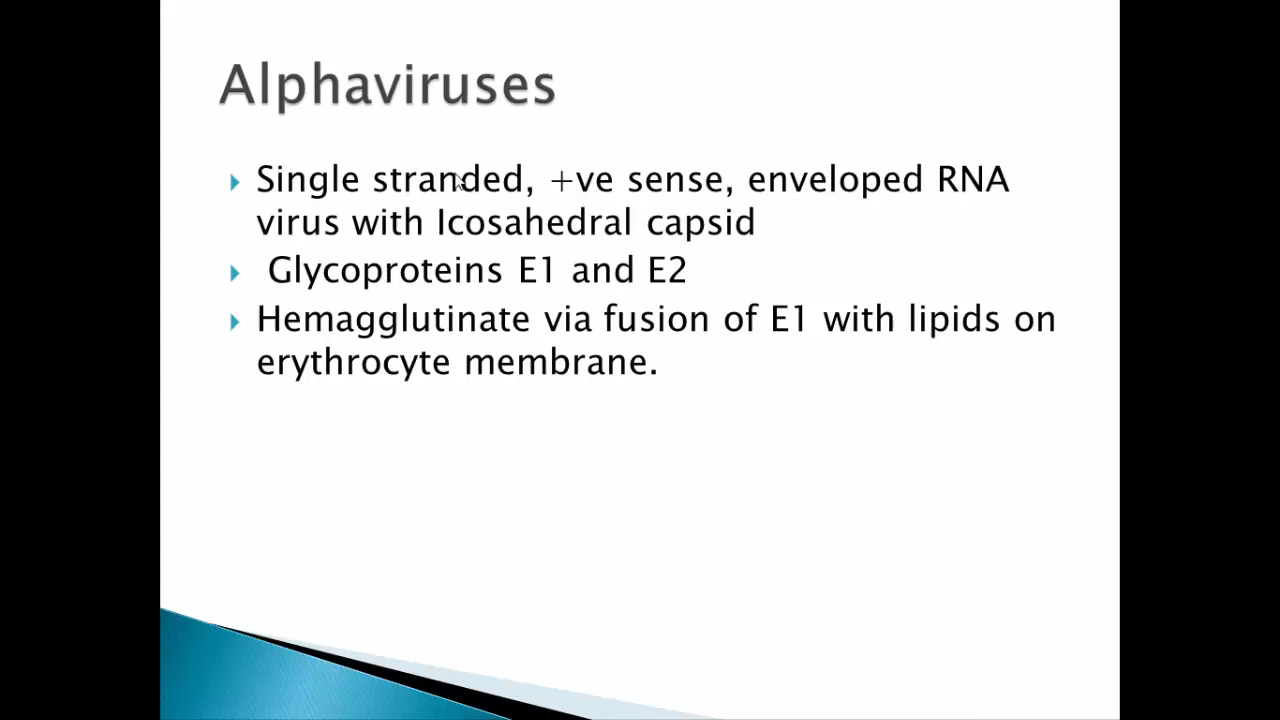 Alphaviruses
Single stranded, +ve sense, enveloped RNA
virus with Icosahedral capsid
Glycoproteins E1 and E2
Hemagglutinate via fusion of E1 with lipids on
erythrocyte membrane.